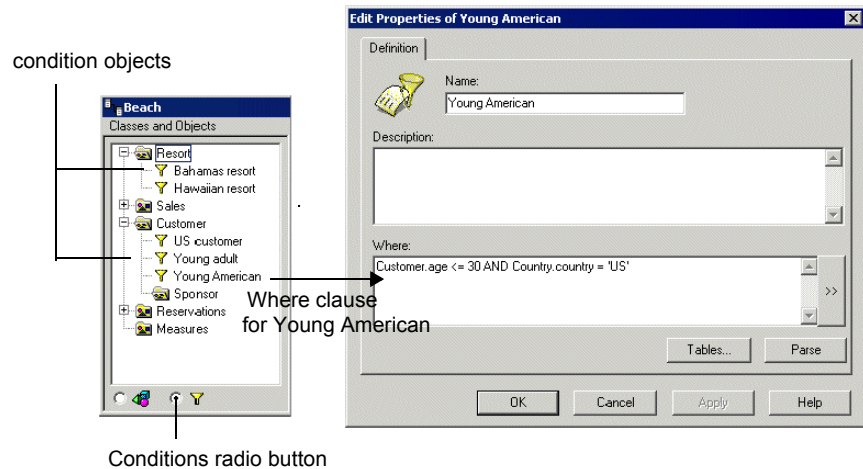 condition objects
Beach
Classes and Objects
Resort
Bahamas resort
Hawaiian resort
Sales
Customer
US customer
Young adult
Young American
Sponsor
Reservations
Measures
Conditions radio button
Where clause
for Young American
Edit Properties of Young American
Definition
Name:
Young American
Description:
Where:
Customer.age <= 30 AND Country.country = 'US'
>>
Tables...
Parse
OK
Cancel
Apply
Help